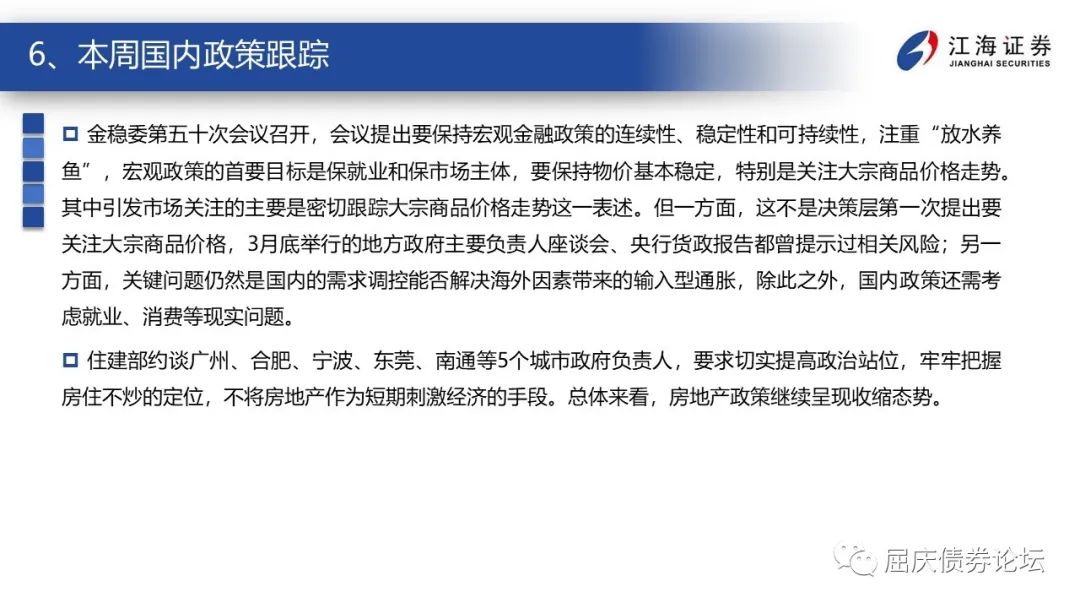 6、本周国内政策跟踪
江海证券
JIANGHAI SECURITIES
金稳委第五十次会议召开，会议提出要保持宏观金融政策的连续性、稳定性和可持续性，注重“放水养
鱼”，宏观政策的首要目标是保就业和保市场主体，要保持物价基本稳定，特别是关注大宗商品价格走势。
其中引发市场关注的主要是密切跟踪大宗商品价格走势这一表述。但一方面，这不是决策层第一次提出要
关注大宗商品价格，3月底举行的地方政府主要负责人座谈会、央行货政报告都曾提示过相关风险；另一
方面，关键问题仍然是国内的需求调控能否解决海外因素带来的输入型通胀，除此之外，国内政策还需考
虑就业、消费等现实问题。
住建部约谈广州、合肥、宁波、东莞、南通等5个城市政府负责人，要求切实提高政治站位，牢牢把握
房住不炒的定位，不将房地产作为短期刺激经济的手段。总体来看，房地产政策继续呈现收缩态势。
屈庆债券论坛